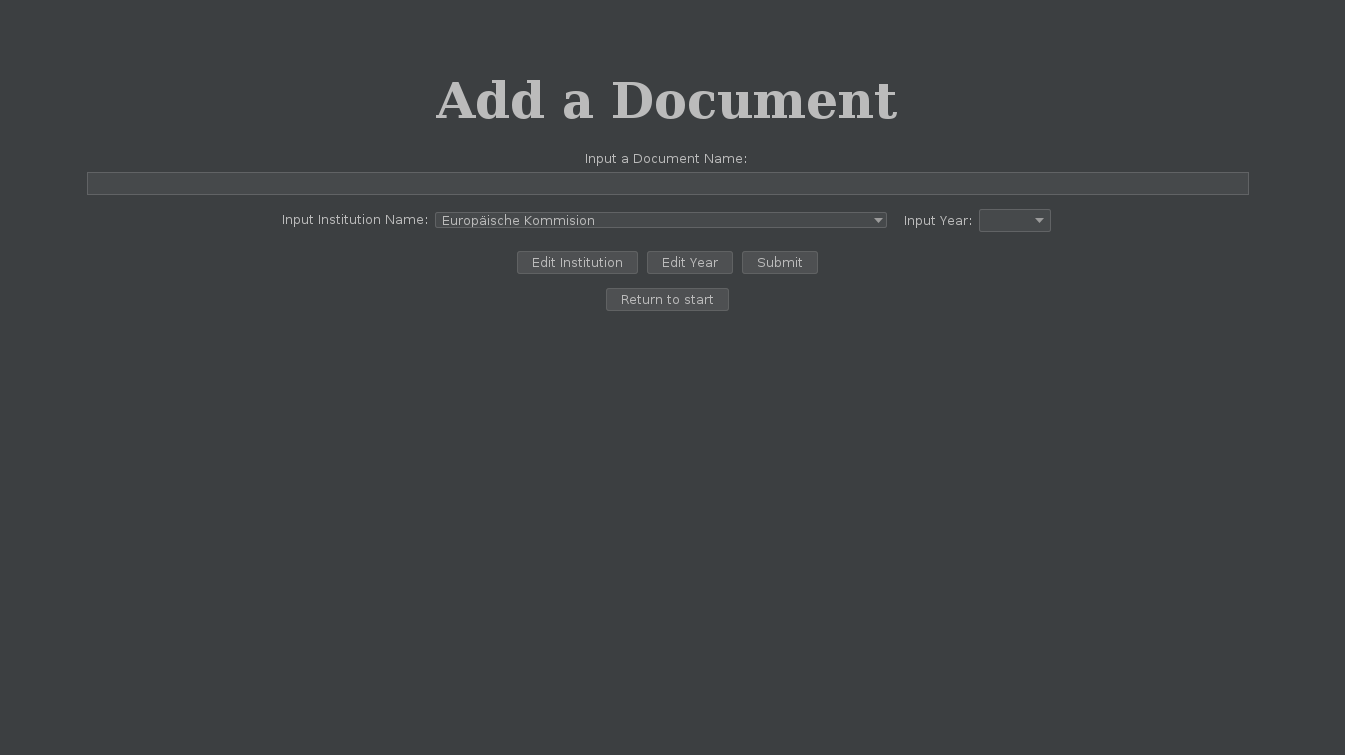 Add a Document
Input a Document Name:
Input Institution Name: Europäische Kommision Input Year:
Edit Institution Edit Year Submit
Return to start